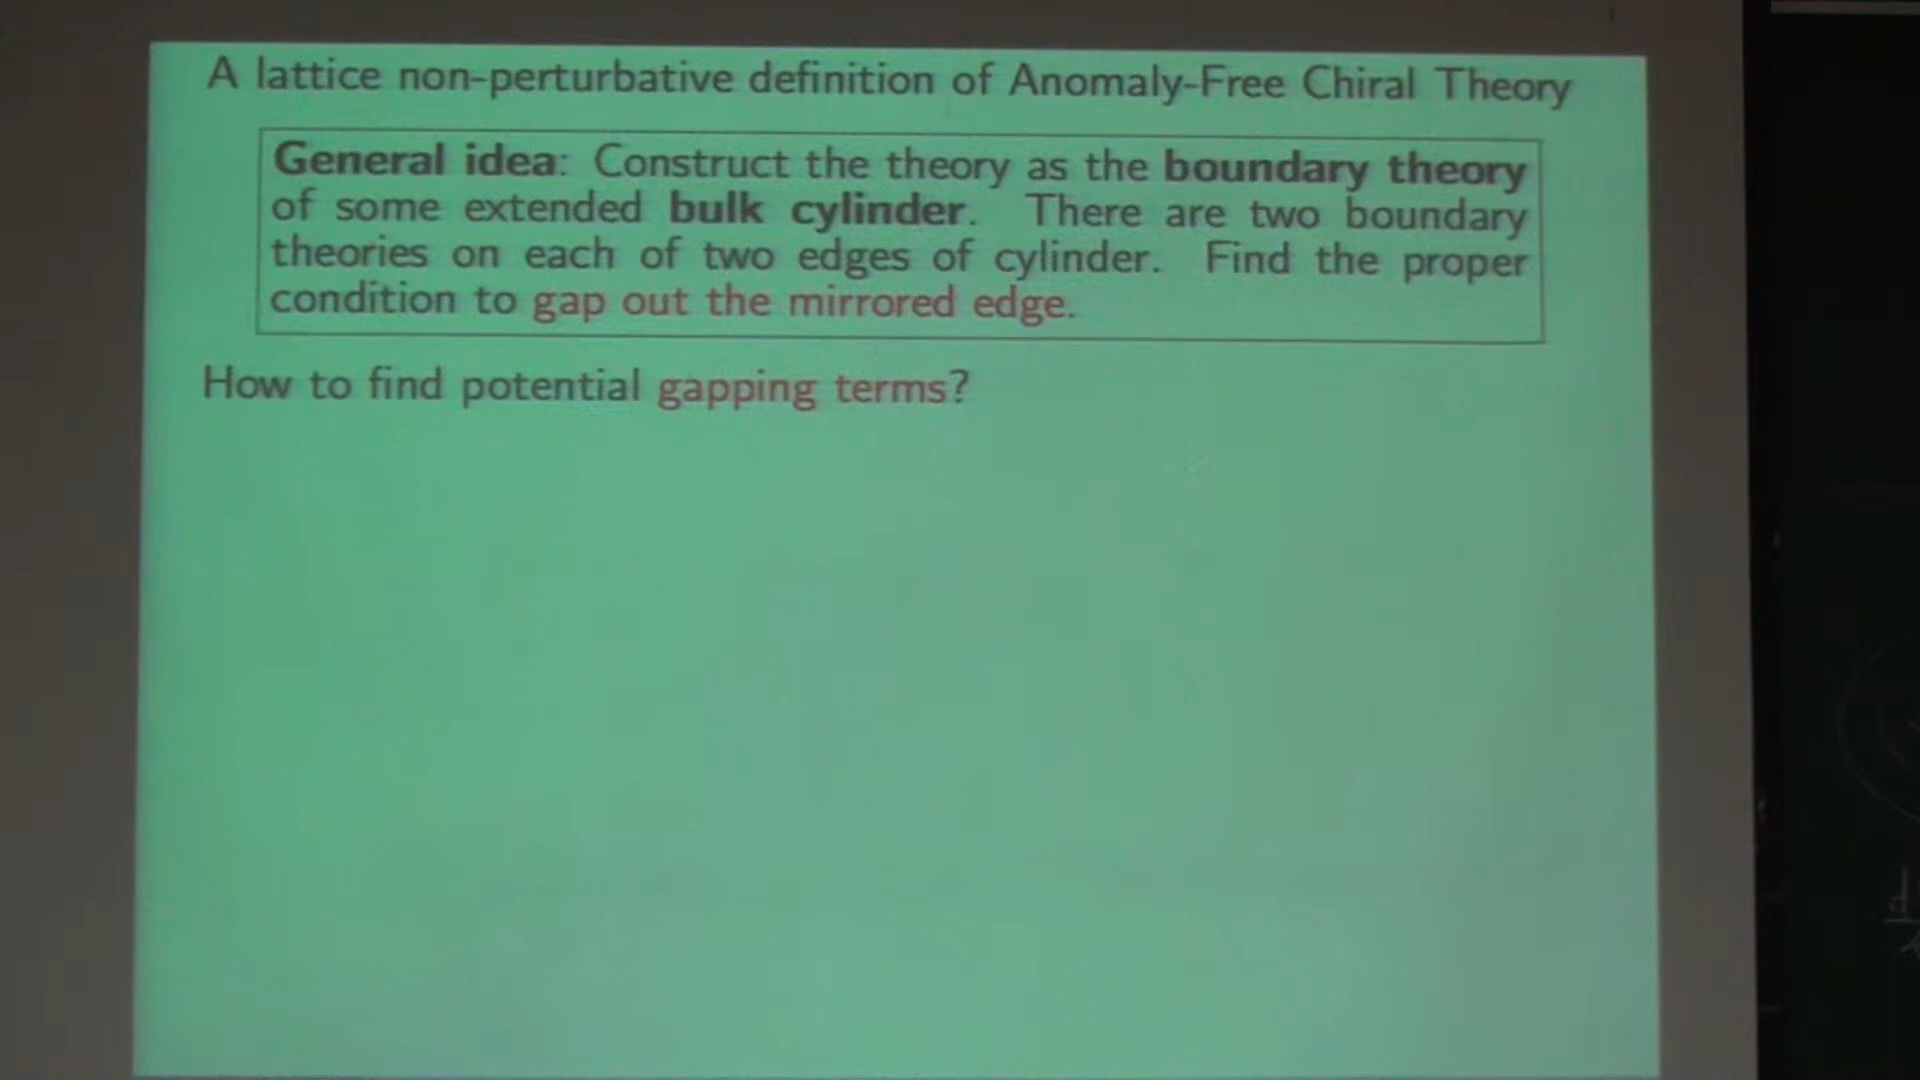 A lattice non-perturbative definition of Anomaly-Free Chiral Theory
General idea: Construct the theory as the boundary theory
of some extended bulk cylinder. There are two boundary
theories on each of two edges of cylinder. Find the proper
condition to gap out the mirrored edge.
How to find potential gapping terms?